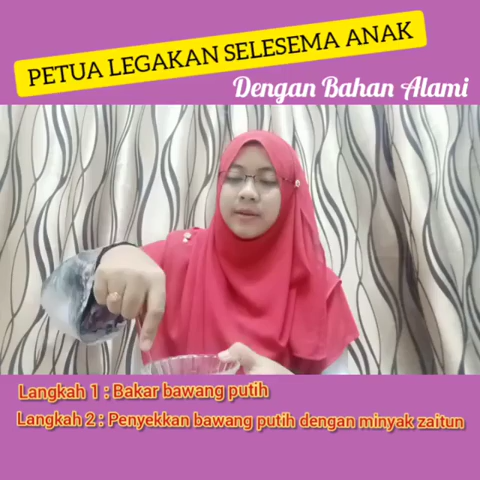 PETUA LEGAKAN SELESEMA ANAK
Dengan Bahan Alami
Langkah 1 : Bakar bawang putih
Langkah 2 : Penyekkan bawang putih dengan minyak zaitun